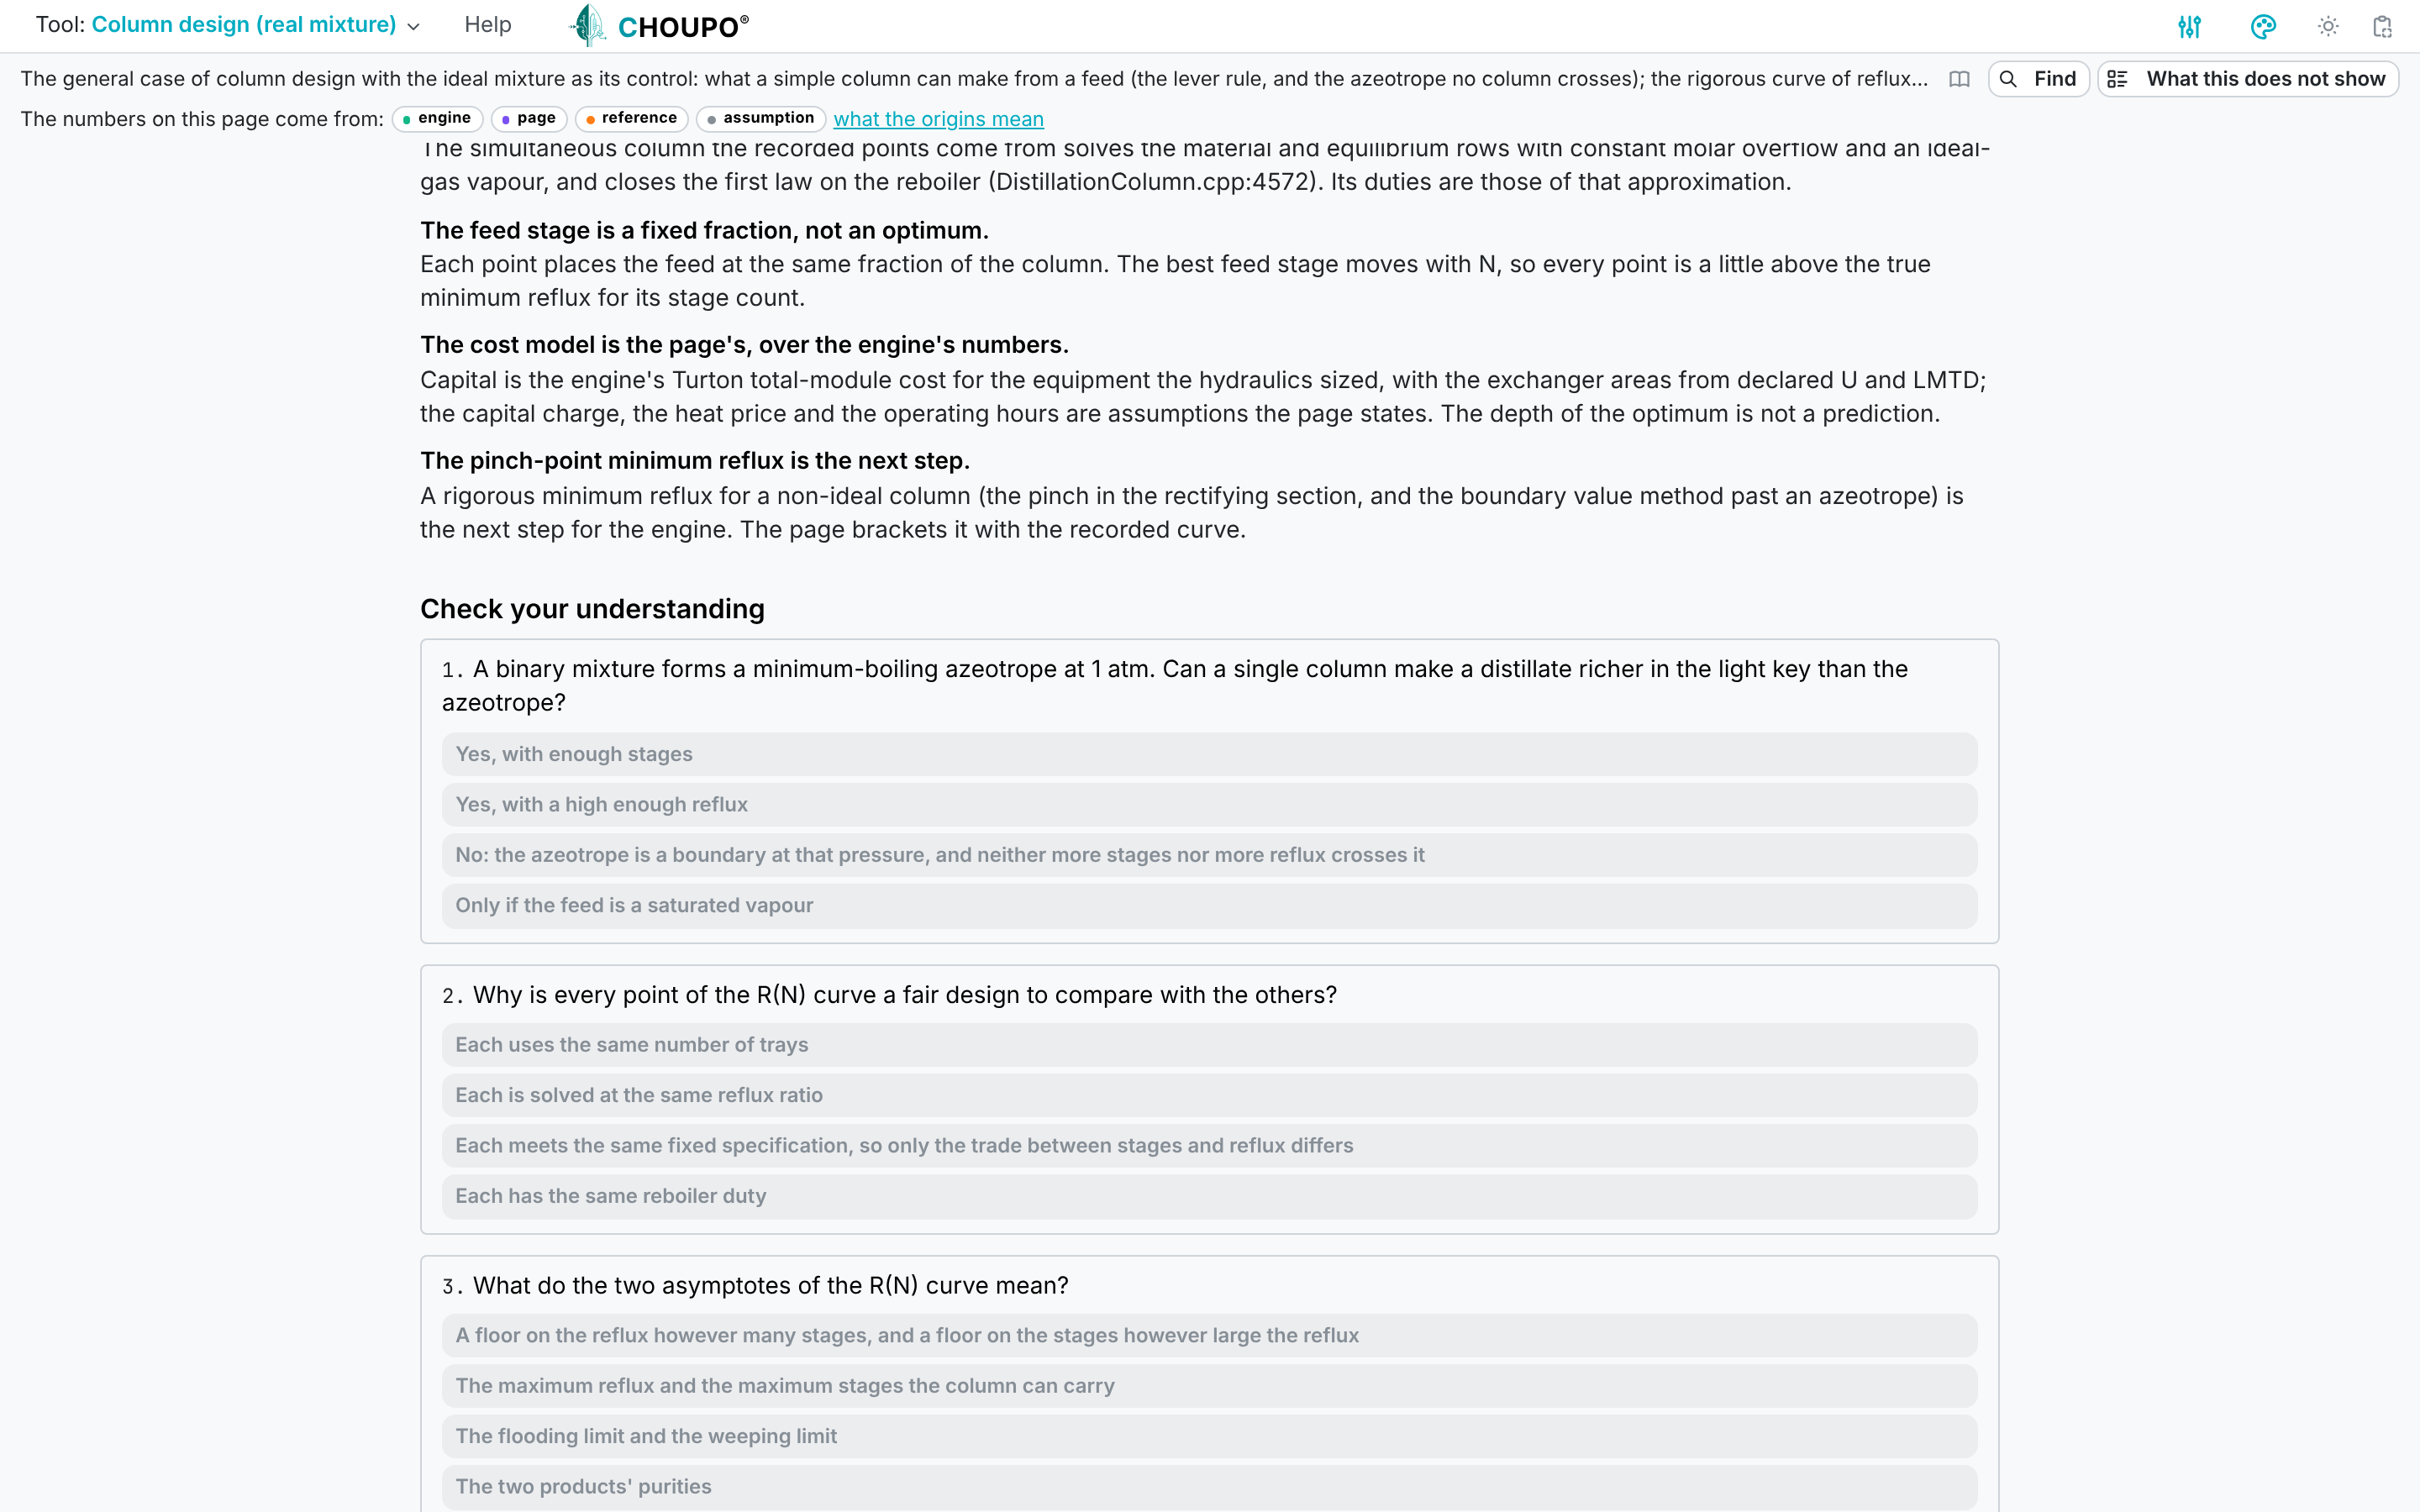 Tool: Column design (real mixture) Help CHOUPO®
The general case of column design with the ideal mixture as its control: what a simple column can make from a feed (the lever rule, and the azeotrope no column crosses); the rigorous curve of reflux... Find What this does not show
The numbers on this page come from: engine page reference assumption what the origins mean
The simultaneous column the recorded points come from solves the material and equilibrium rows with constant molar overflow and an ideal-
gas vapour, and closes the first law on the reboiler (DistillationColumn.cpp:4572). Its duties are those of that approximation.
The feed stage is a fixed fraction, not an optimum.
Each point places the feed at the same fraction of the column. The best feed stage moves with N, so every point is a little above the true
minimum reflux for its stage count.
The cost model is the page's, over the engine's numbers.
Capital is the engine's Turton total-module cost for the equipment the hydraulics sized, with the exchanger areas from declared U and LMTD;
the capital charge, the heat price and the operating hours are assumptions the page states. The depth of the optimum is not a prediction.
The pinch-point minimum reflux is the next step.
A rigorous minimum reflux for a non-ideal column (the pinch in the rectifying section, and the boundary value method past an azeotrope) is
the next step for the engine. The page brackets it with the recorded curve.
Check your understanding
1. A binary mixture forms a minimum-boiling azeotrope at 1 atm. Can a single column make a distillate richer in the light key than the
azeotrope?
Yes, with enough stages
Yes, with a high enough reflux
No: the azeotrope is a boundary at that pressure, and neither more stages nor more reflux crosses it
Only if the feed is a saturated vapour
2. Why is every point of the R(N) curve a fair design to compare with the others?
Each uses the same number of trays
Each is solved at the same reflux ratio
Each meets the same fixed specification, so only the trade between stages and reflux differs
Each has the same reboiler duty
3. What do the two asymptotes of the R(N) curve mean?
A floor on the reflux however many stages, and a floor on the stages however large the reflux
The maximum reflux and the maximum stages the column can carry
The flooding limit and the weeping limit
The two products' purities